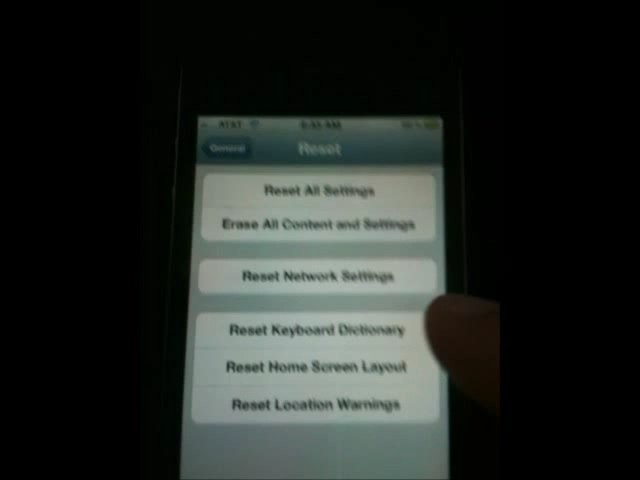 AT&T
General
Reset
Reset All Settings
Erase All Content and Settings
Reset Network Settings
Reset Keyboard Dictionary
Reset Home Screen Layout
Reset Location Warnings